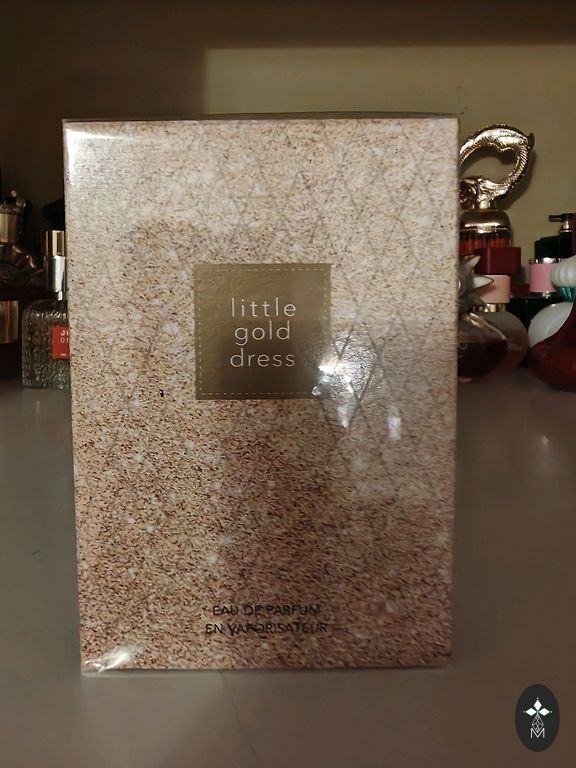 little
gold
dress
EAU DE PARFUM
EN VAPORISATEUR